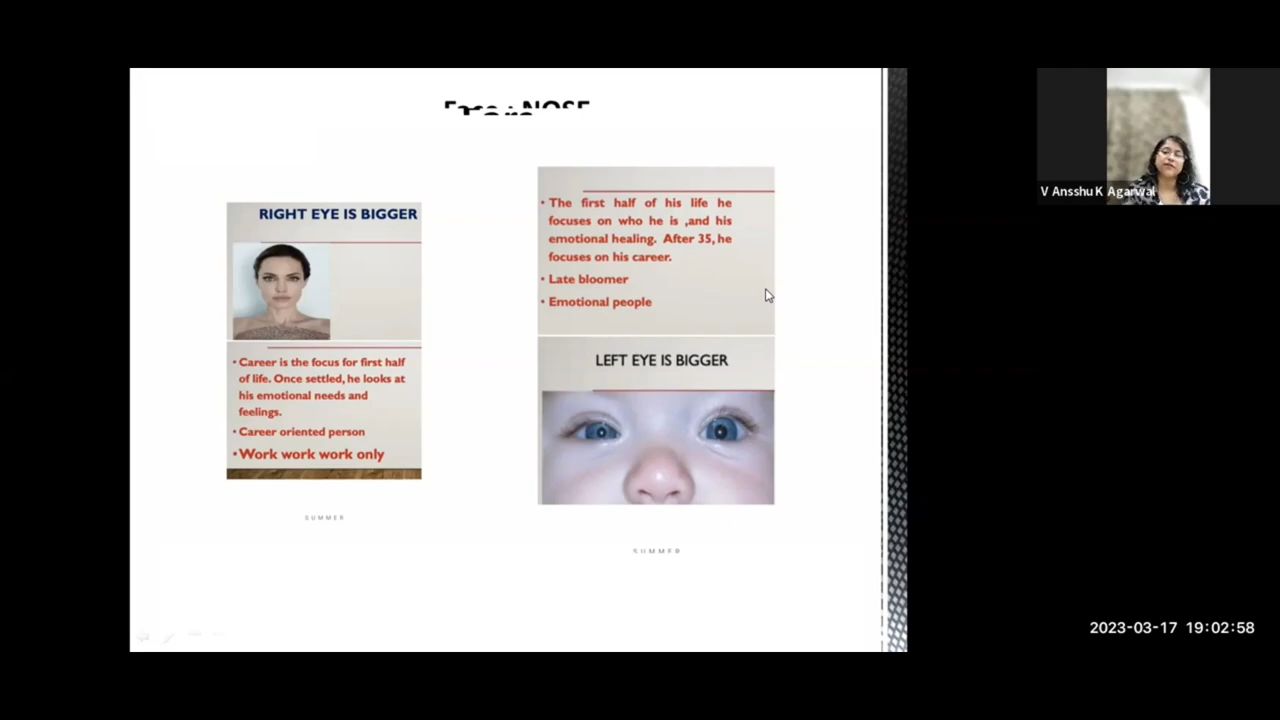 NOSE
RIGHT EYE IS BIGGER
• Career is the focus for first half
of life. Once settled, he looks at
his emotional needs and
feelings.
• Career oriented person
• Work work work only
SUMMER
• The first half of his life he
focuses on who he is ,and his
emotional healing. After 35, he
focuses on his career.
• Late bloomer
• Emotional people
LEFT EYE IS BIGGER
SUMMER
V Ansshu K Agarwal
2023-03-17 19:02:58